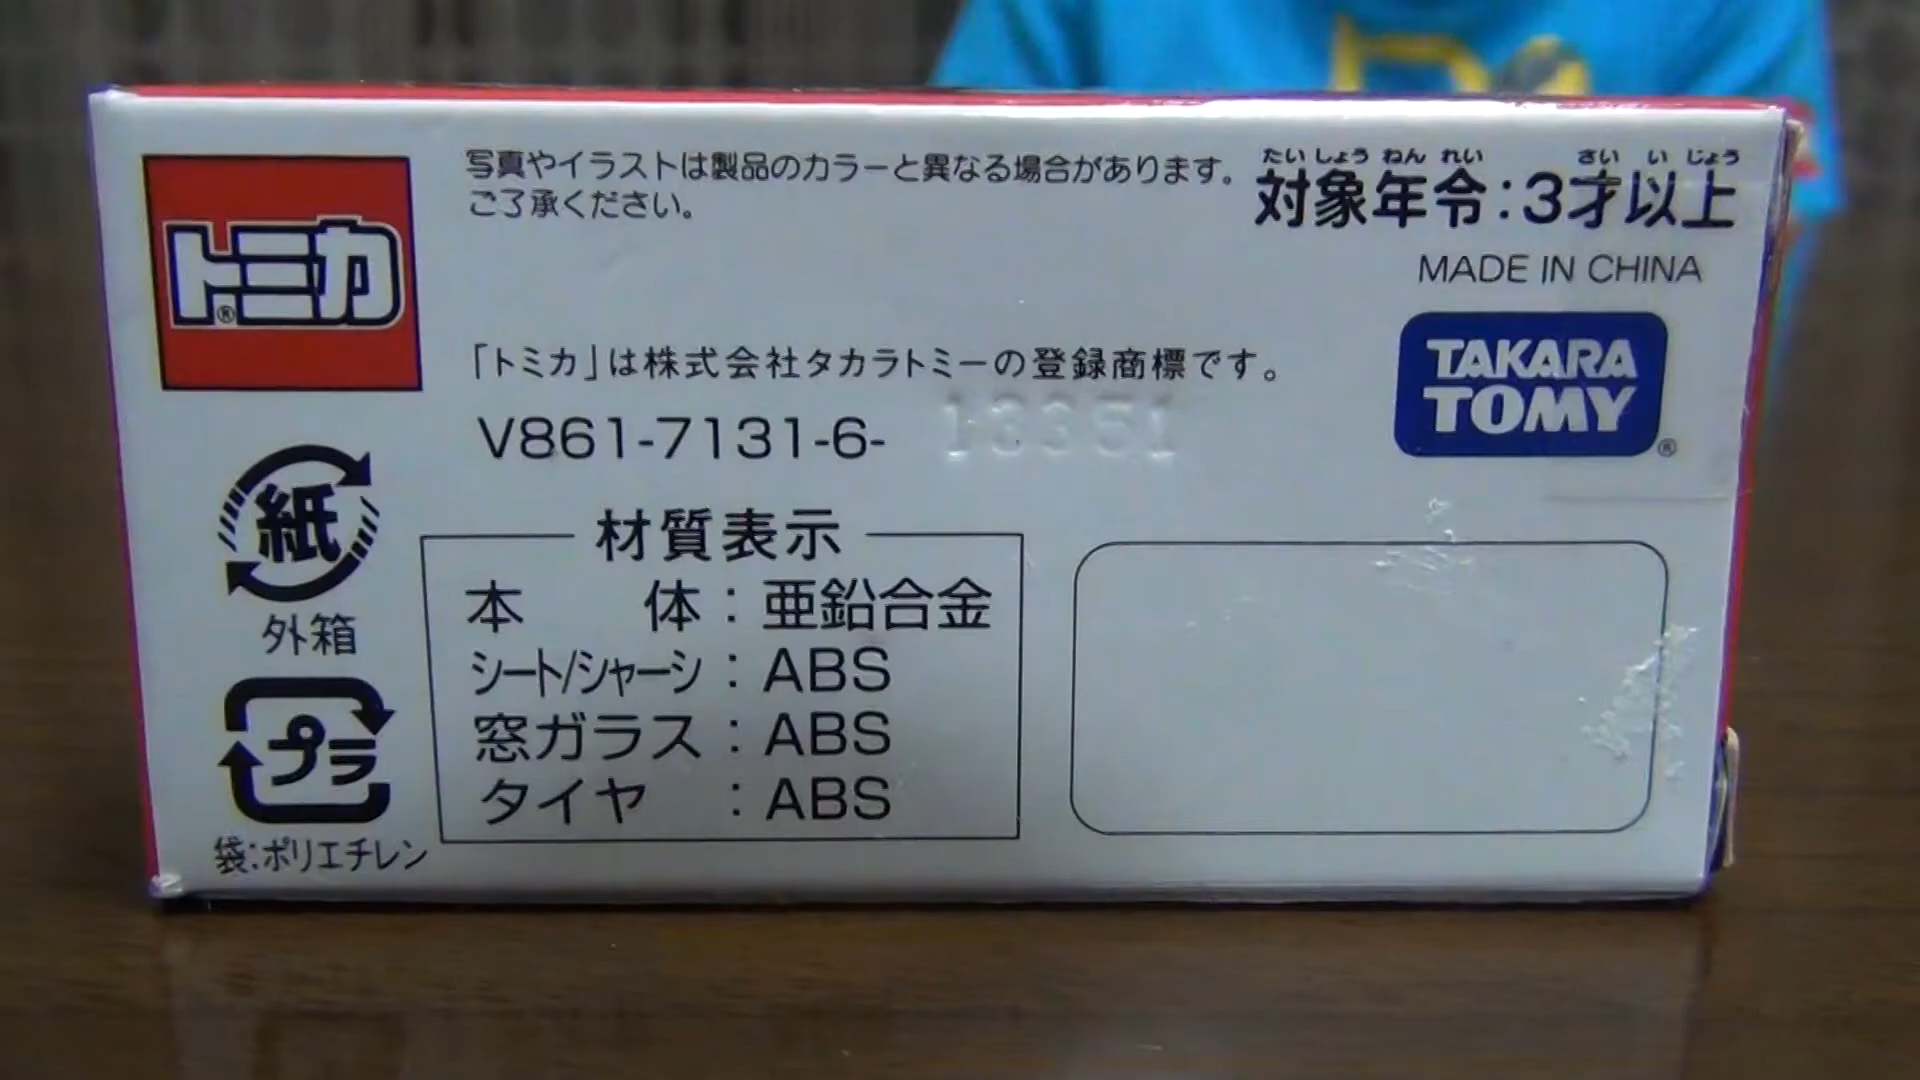 トミカ®
写真やイラストは製品のカラーと異なる場合があります。
ご了承ください。
たいしょうねんれい さいいじょう
対象年令:3才以上
MADE IN CHINA
TAKARA
TOMY®
「トミカ」は株式会社タカラトミーの登録商標です。
V861-7131-6-
紙
外箱
プラ
袋:ポリエチレン
材質表示
本体:亜鉛合金
シート/シャーシ:ABS
窓ガラス:ABS
タイヤ:ABS